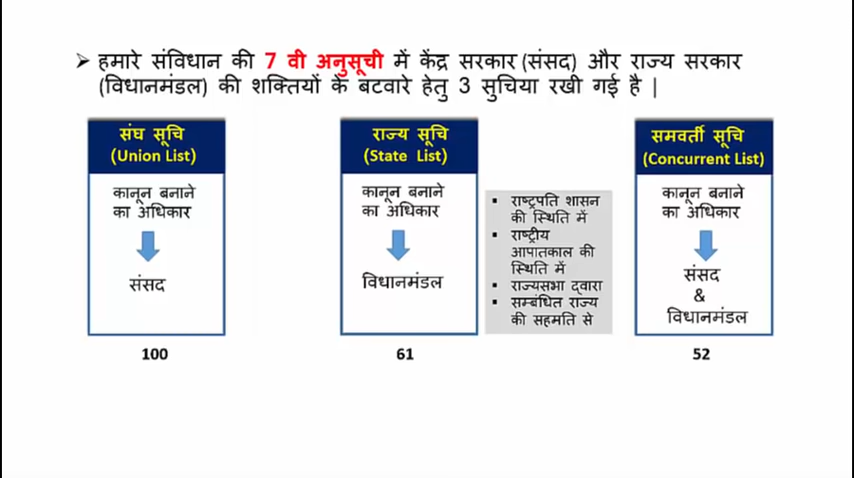 ➢ हमारे संविधान की 7 वी अनुसूची में केंद्र सरकार (संसद) और राज्य सरकार
(विधानमंडल) की शक्तियों के बटवारे हेतु 3 सुचिया रखी गई है |
संघ सूचि
(Union List)
कानून बनाने
का अधिकार
संसद
100
राज्य सूचि
(State List)
कानून बनाने
का अधिकार
विधानमंडल
61
▪ राष्ट्रपति शासन
की स्थिति में
▪ राष्ट्रीय
आपातकाल की
स्थिति में
▪ राज्यसभा द्वारा
▪ सम्बंधित राज्य
की सहमति से
समवर्ती सूचि
(Concurrent List)
कानून बनाने
का अधिकार
संसद
&
विधानमंडल
52